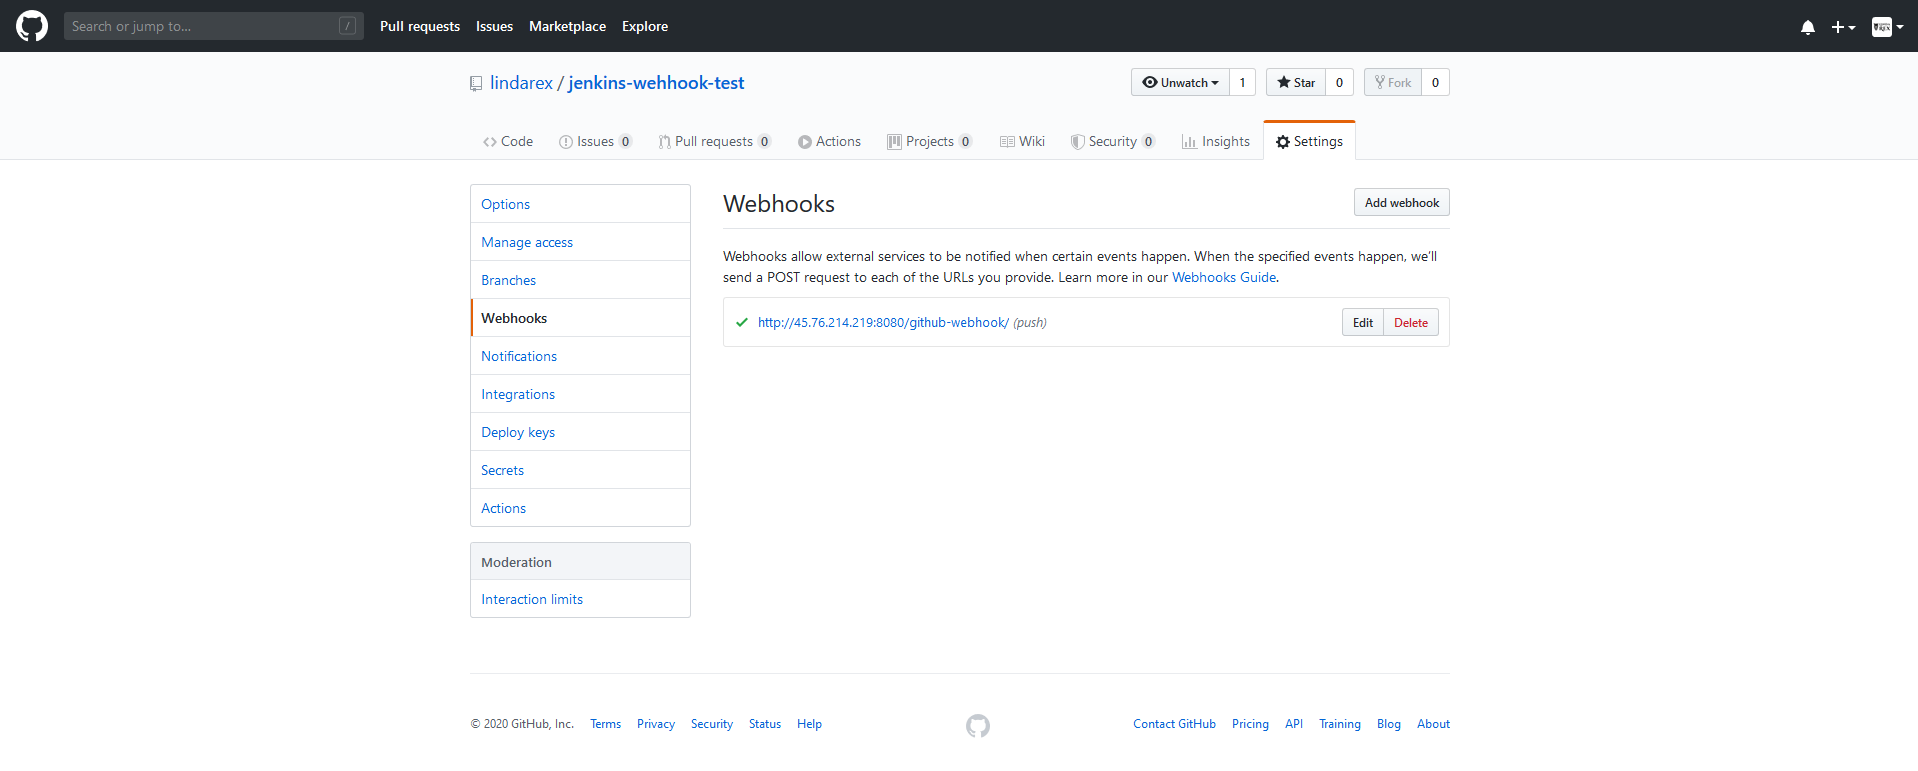 Search or jump to... /
Pull requests Issues Marketplace Explore
lindarex / jenkins-wehhook-test
Unwatch 1 Star 0 Fork 0
Code Issues 0 Pull requests 0 Actions Projects 0 Wiki Security 0 Insights Settings
Options
Manage access
Branches
Webhooks
Notifications
Integrations
Deploy keys
Secrets
Actions
Moderation
Interaction limits
Webhooks
Add webhook
Webhooks allow external services to be notified when certain events happen. When the specified events happen, we'll
send a POST request to each of the URLs you provide. Learn more in our Webhooks Guide.
http://45.76.214.219:8080/github-webhook/ (push)
Edit Delete
© 2020 GitHub, Inc. Terms Privacy Security Status Help
Contact GitHub Pricing API Training Blog About